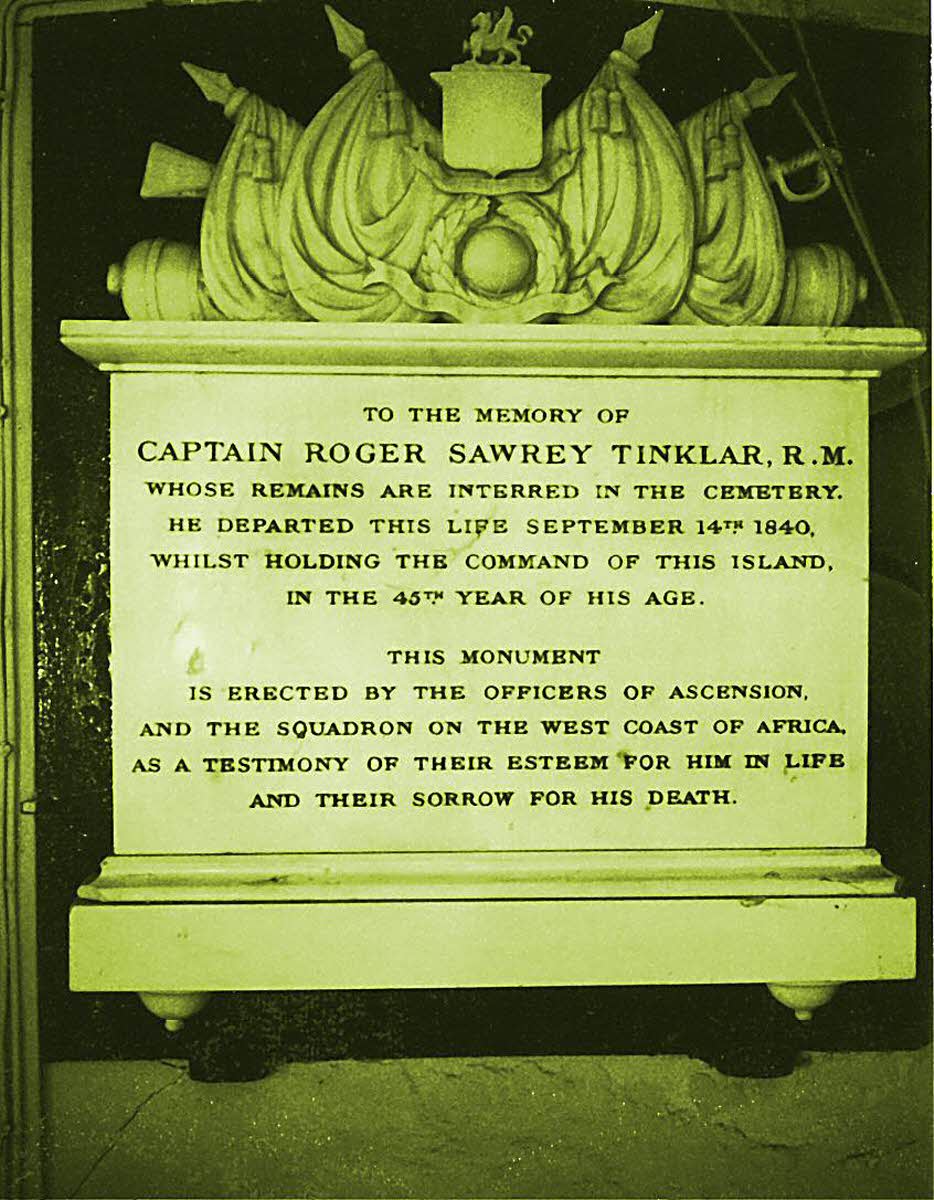 TO THE MEMORY OF
CAPTAIN ROGER SAWREY TINKLAR, R.M.
WHOSE REMAINS ARE INTERRED IN THE CEMETERY.
HE DEPARTED THIS LIFE SEPTEMBER 14TH 1840,
WHILST HOLDING THE COMMAND OF THIS ISLAND,
IN THE 45TH YEAR OF HIS AGE.
THIS MONUMENT
IS ERECTED BY THE OFFICERS OF ASCENSION,
AND THE SQUADRON ON THE WEST COAST OF AFRICA,
AS A TESTIMONY OF THEIR ESTEEM FOR HIM IN LIFE
AND THEIR SORROW FOR HIS DEATH.